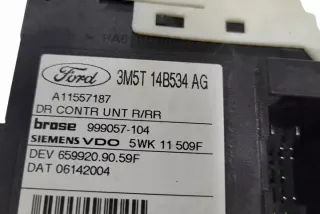 Ford 3M5T 14B534 AG
A11557187
DR CONTR UNT R/RR
brose 999057-104
SIEMENS VDO 5WK 11 509F
DEV 659920.90.59F
DAT 06142004